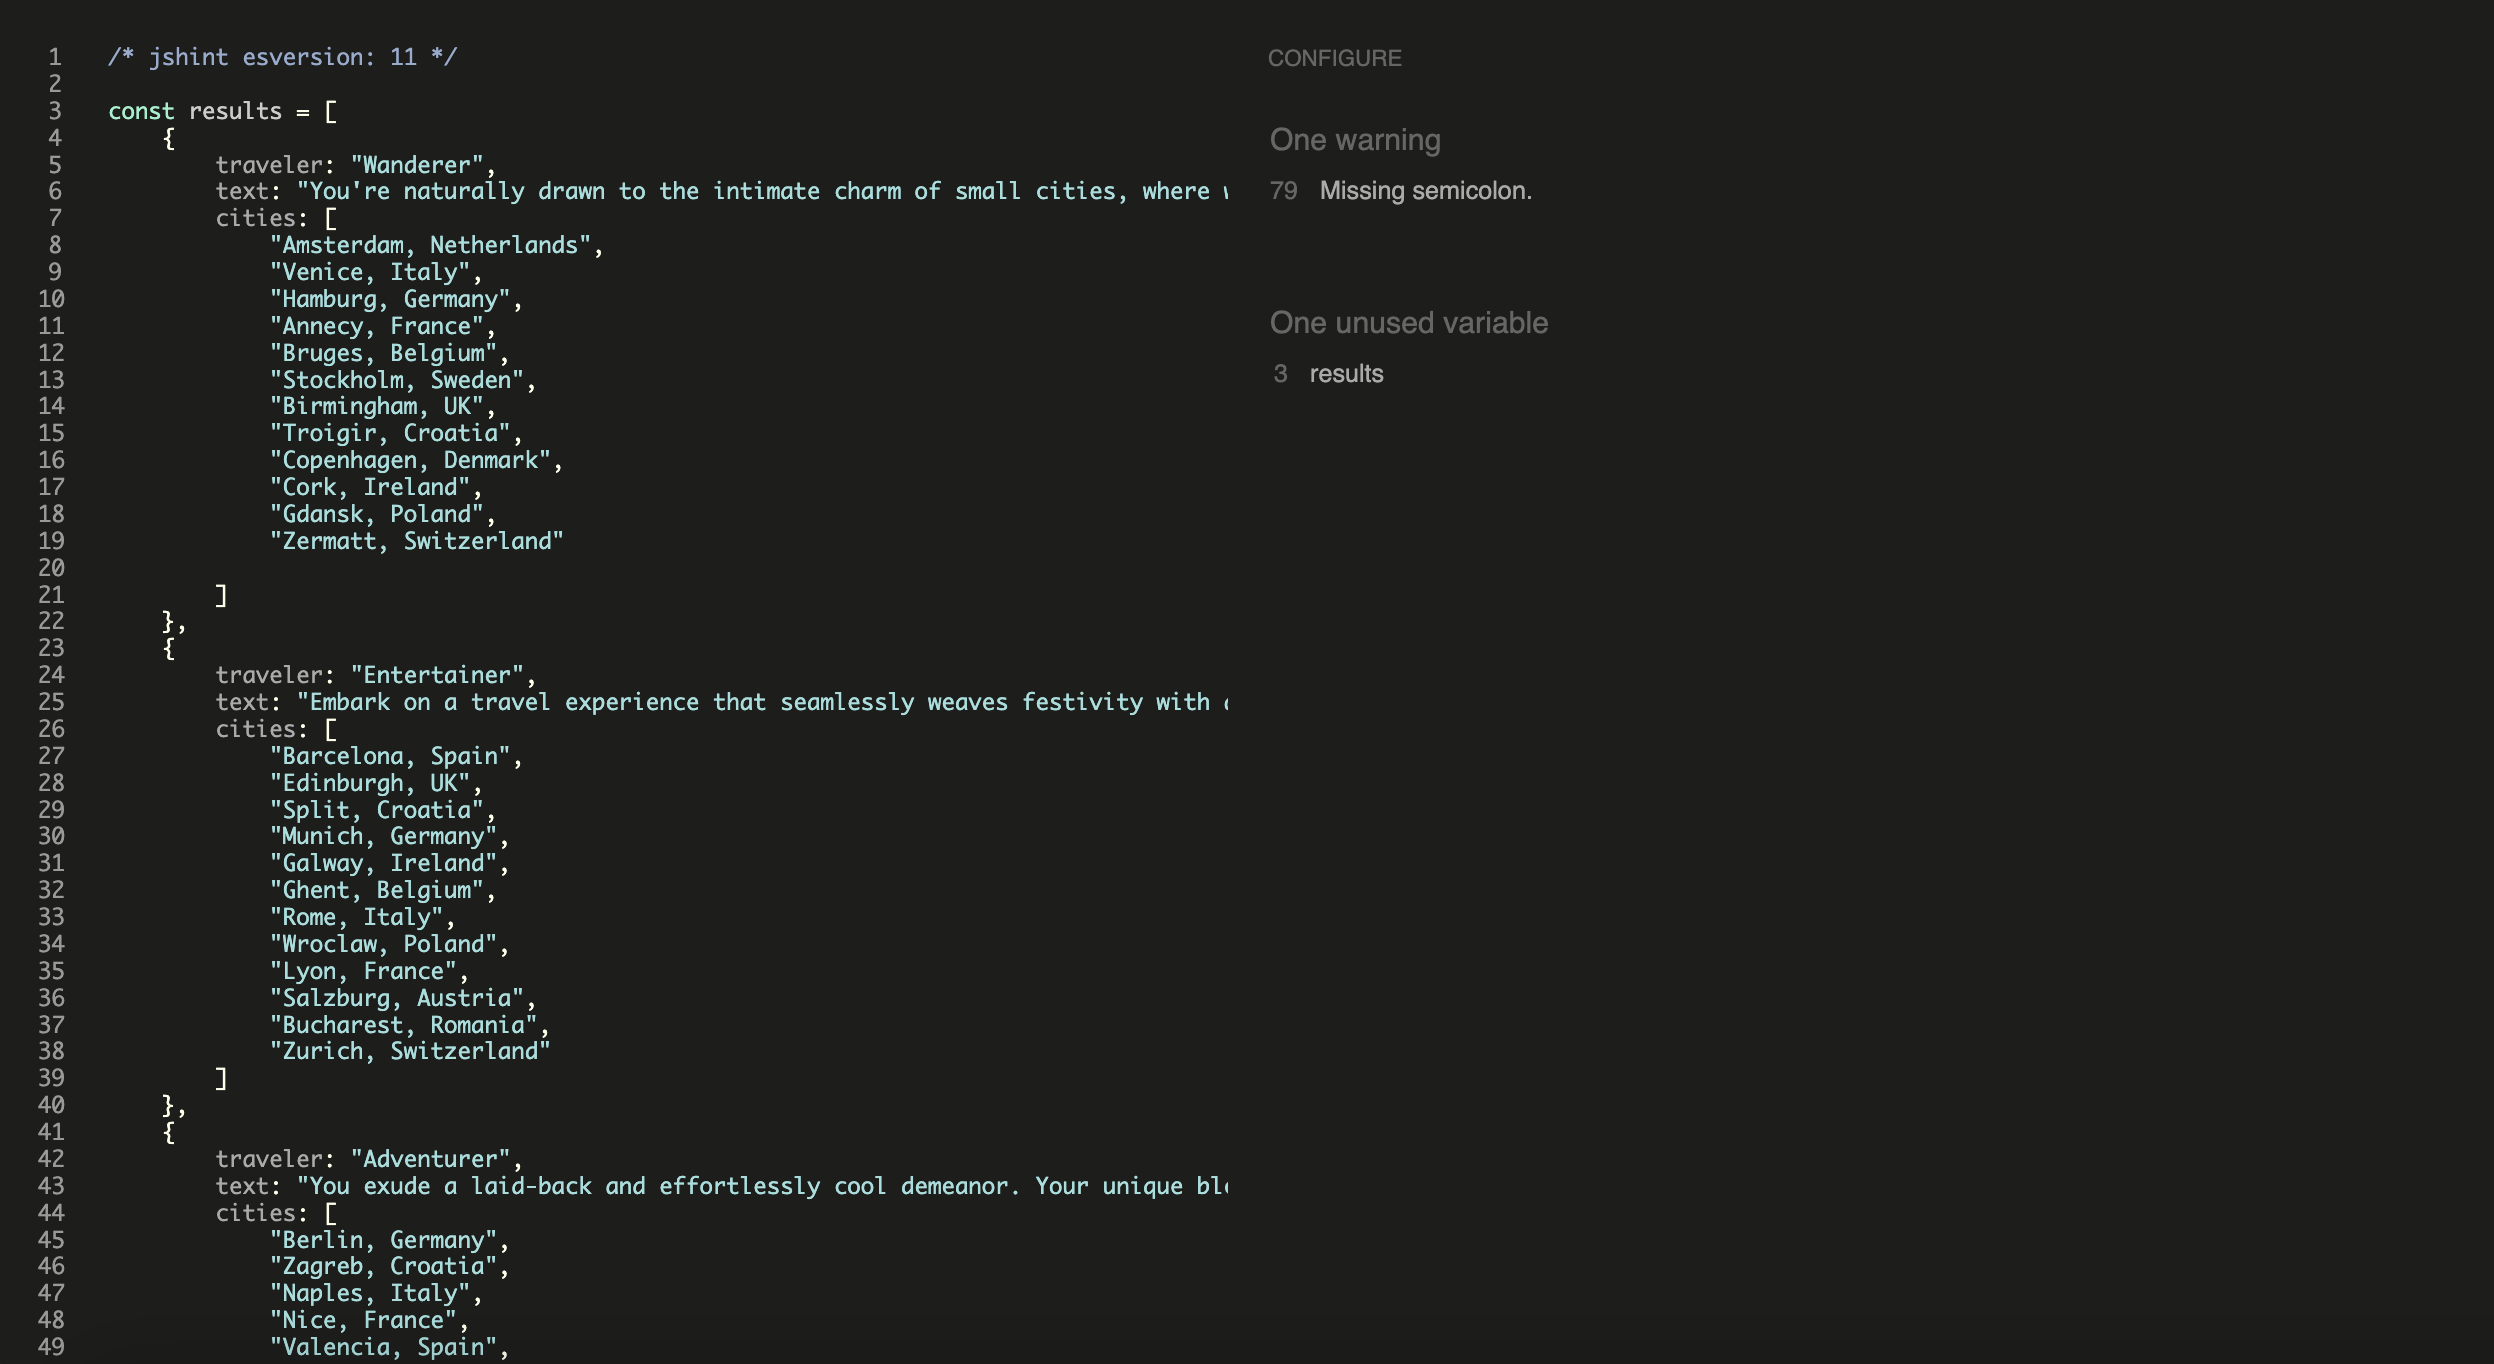 1 /* jshint esversion: 11 */
2
3 const results = [
4 {
5 traveler: "Wanderer",
6 text: "You're naturally drawn to the intimate charm of small cities, where
7 cities: [
8 "Amsterdam, Netherlands",
9 "Venice, Italy",
10 "Hamburg, Germany",
11 "Annecy, France",
12 "Bruges, Belgium",
13 "Stockholm, Sweden",
14 "Birmingham, UK",
15 "Troigir, Croatia",
16 "Copenhagen, Denmark",
17 "Cork, Ireland",
18 "Gdansk, Poland",
19 "Zermatt, Switzerland"
20
21 ]
22 },
23 {
24 traveler: "Entertainer",
25 text: "Embark on a travel experience that seamlessly weaves festivity with
26 cities: [
27 "Barcelona, Spain",
28 "Edinburgh, UK",
29 "Split, Croatia",
30 "Munich, Germany",
31 "Galway, Ireland",
32 "Ghent, Belgium",
33 "Rome, Italy",
34 "Wroclaw, Poland",
35 "Lyon, France",
36 "Salzburg, Austria",
37 "Bucharest, Romania",
38 "Zurich, Switzerland"
39 ]
40 },
41 {
42 traveler: "Adventurer",
43 text: "You exude a laid-back and effortlessly cool demeanor. Your unique
44 cities: [
45 "Berlin, Germany",
46 "Zagreb, Croatia",
47 "Naples, Italy",
48 "Nice, France",
49 "Valencia, Spain",
CONFIGURE
One warning
79 Missing semicolon.
One unused variable
3 results